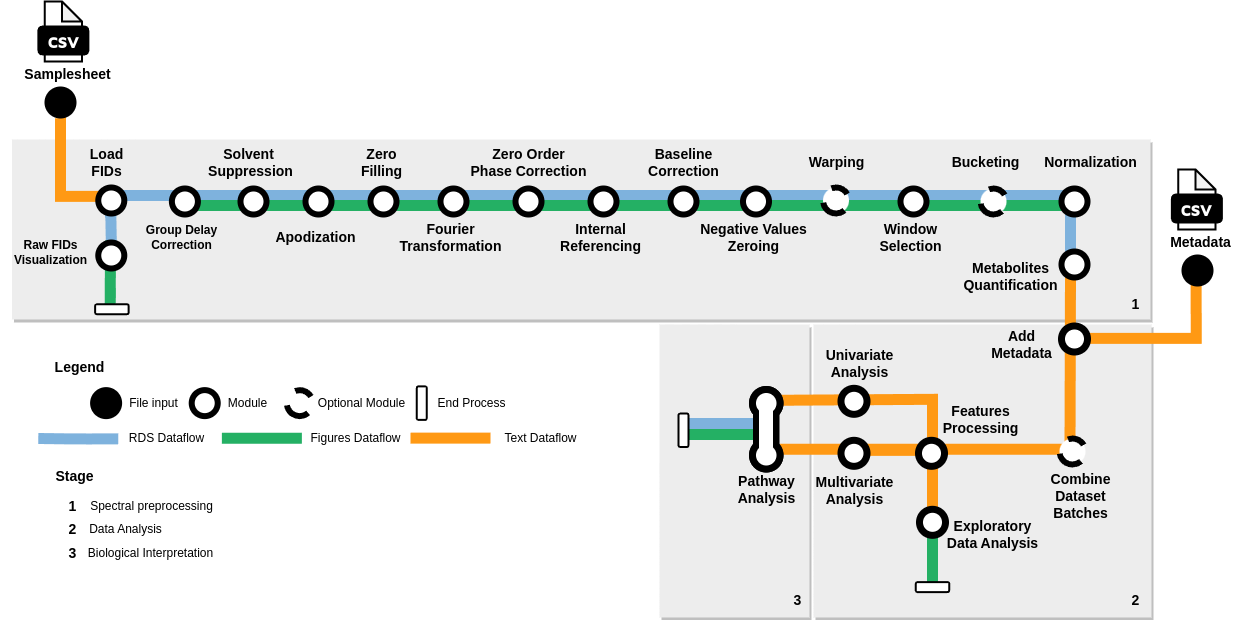 CSV
Samplesheet
Load
FIDs
Solvent
Suppression
Zero
Filling
Zero Order
Phase Correction
Baseline
Correction
Warping
Bucketing
Normalization
CSV
Metadata
Raw FIDs
Visualization
Group Delay
Correction
Apodization
Fourier
Transformation
Internal
Referencing
Negative Values
Zeroing
Window
Selection
Metabolites
Quantification
1
Add
Metadata
Univariate
Analysis
Features
Processing
Pathway
Analysis
Multivariate
Analysis
Combine
Dataset
Batches
Exploratory
Data Analysis
3
2
Legend
File input
Module
Optional Module
End Process
RDS Dataflow
Figures Dataflow
Text Dataflow
Stage
1 Spectral preprocessing
2 Data Analysis
3 Biological Interpretation